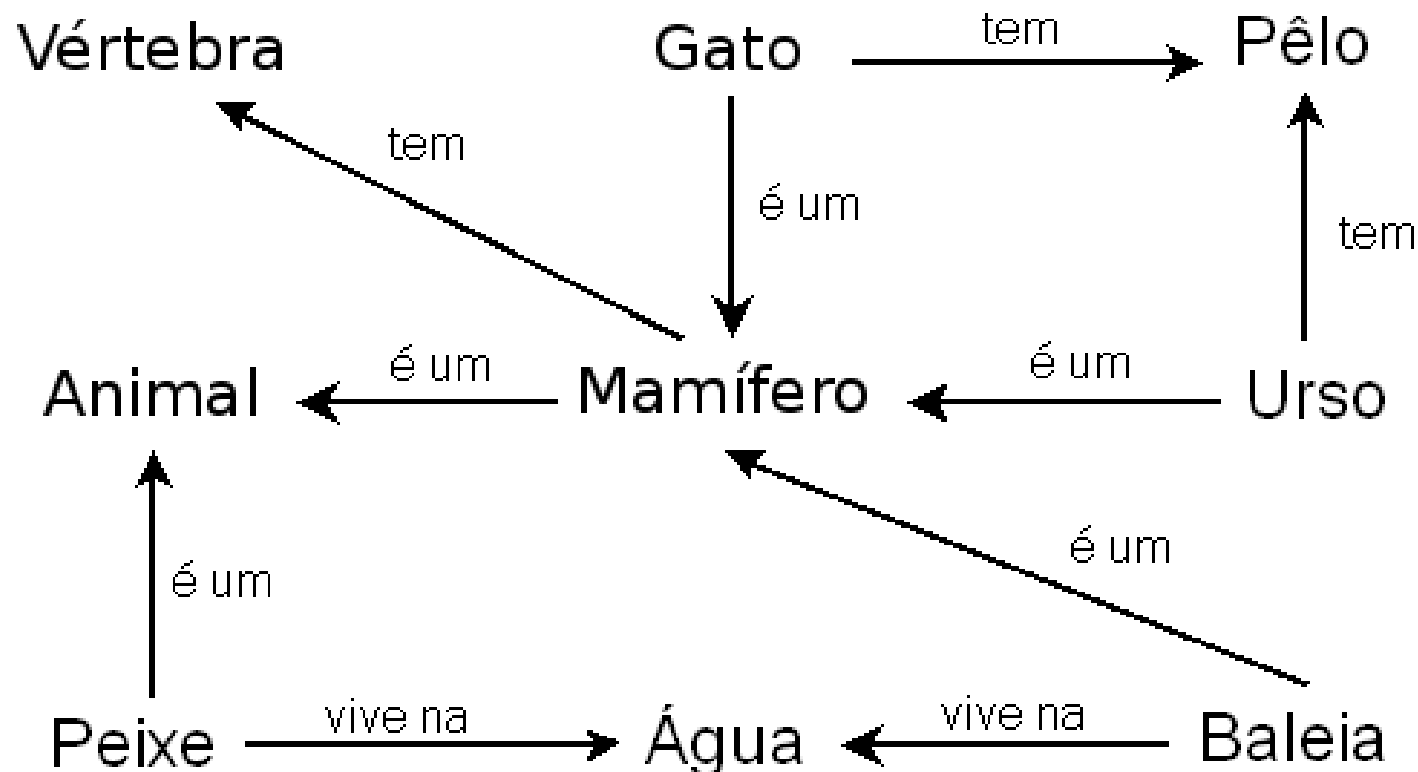 Vértebra
Gato
tem
Pêlo
tem
é um
tem
Animal
é um
Mamífero
é um
Urso
é um
é um
Peixe
vive na
Água
vive na
Baleia